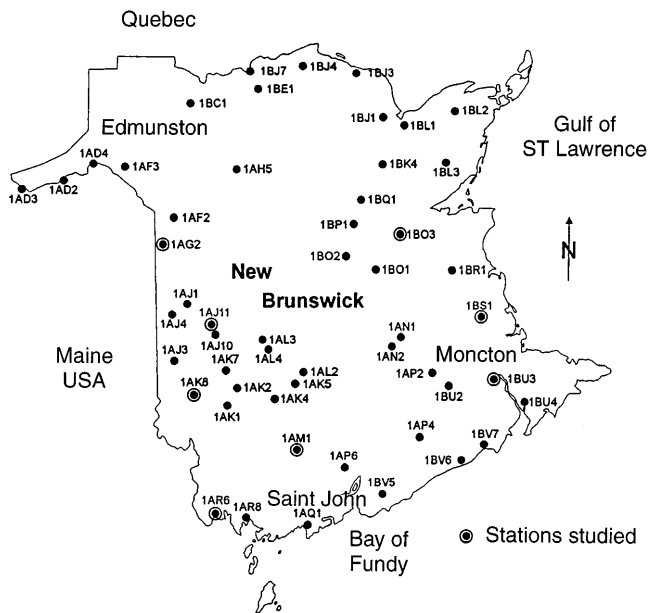 Quebec
1BJ7
1BJ4
1BJ3
1BE1
1BC1
1BL2
1BJ1
1BL1
Edmunston
Gulf of
ST Lawrence
1AD4
1AF3
1AH5
1BK4
1BL3
1AD3
1AD2
1BQ1
1AF2
1BP1
1BO3
1AG2
N
1BO2
1BO1
1BR1
New
Brunswick
1AJ1
1AJ4
1AJ11
1BS1
1AJ10
1AL3
1AL4
1AN1
1AN2
Maine
USA
Moncton
1AJ3
1AK7
1AL2
1AP2
1BU3
1AK8
1AK2
1AK5
1BU2
1AK4
1AK1
1BU4
1AM1
1AP4
1BV7
1AP6
1BV6
1BV5
Saint John
1AR6
1AR8
1AQ1
Bay of
Fundy
Stations studied